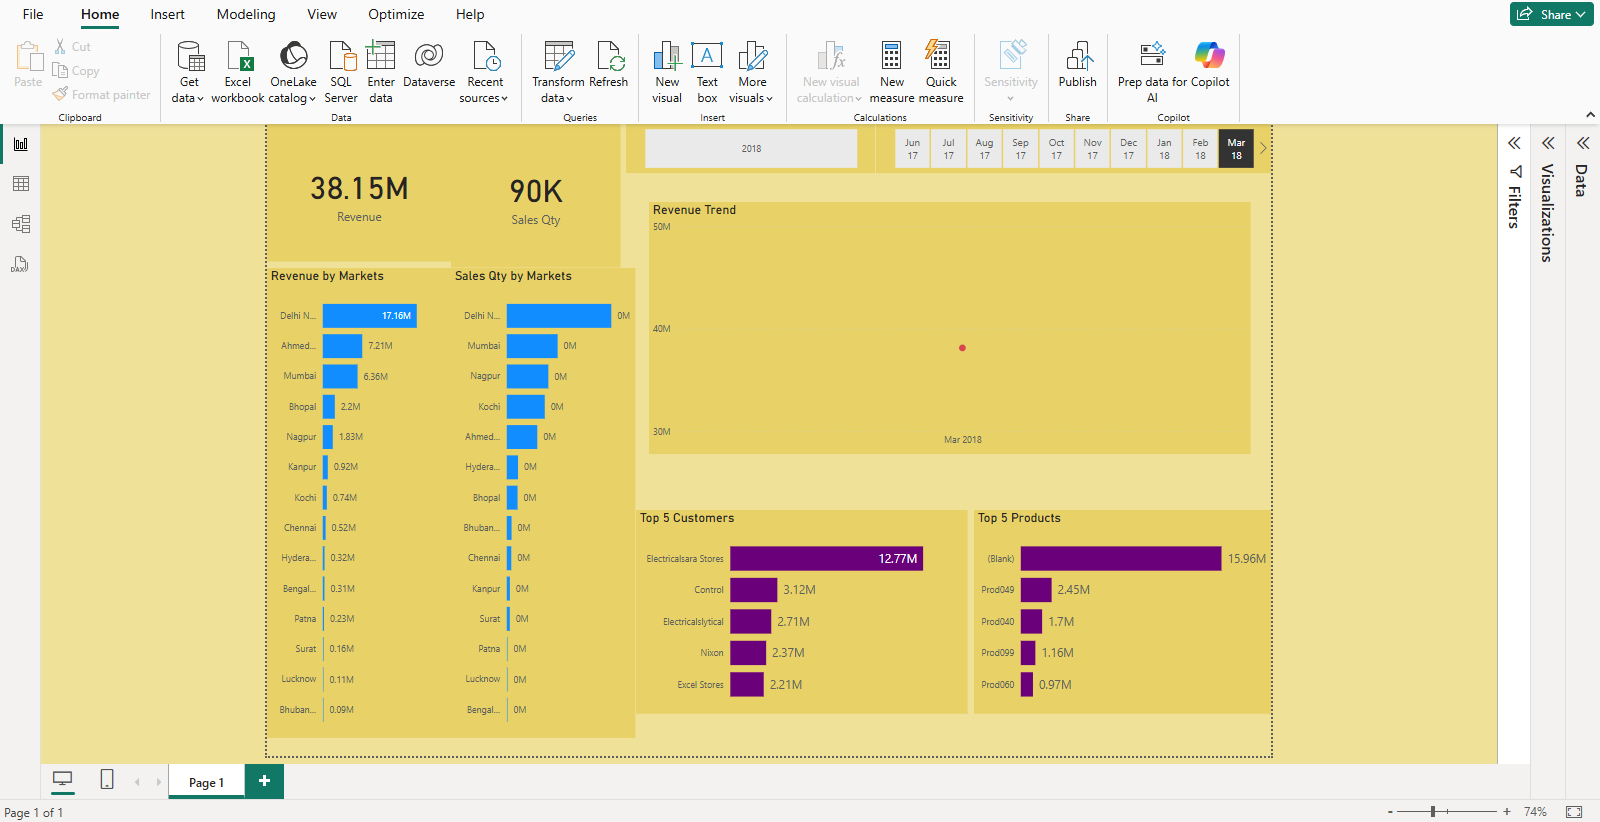 File Home Insert Modeling View Optimize Help Share
Paste
Cut
Copy
Format painter
Clipboard
Get data
Excel workbook
OneLake catalog
SQL Server
Enter data
Dataverse
Recent sources
Data
Transform data
Refresh
Queries
New visual
Text box
More visuals
Insert
New visual calculation
New measure
Quick measure
Calculations
Sensitivity
Sensitivity
Publish
Share
Prep data for AI
Copilot
Copilot
DAX
38.15M
Revenue
90K
Sales Qty
2018
Jun 17
Jul 17
Aug 17
Sep 17
Oct 17
Nov 17
Dec 17
Jan 18
Feb 18
Mar 18
Revenue Trend
50M
40M
30M
Mar 2018
Revenue by Markets
Delhi N... 17.16M
Ahmed... 7.21M
Mumbai 6.36M
Bhopal 2.2M
Nagpur 1.83M
Kanpur 0.92M
Kochi 0.74M
Chennai 0.52M
Hydera... 0.32M
Bengal... 0.31M
Patna 0.23M
Surat 0.16M
Lucknow 0.11M
Bhuban... 0.09M
Sales Qty by Markets
Delhi N... 0M
Mumbai 0M
Nagpur 0M
Kochi 0M
Ahmed... 0M
Hydera... 0M
Bhopal 0M
Bhuban... 0M
Chennai 0M
Kanpur 0M
Surat 0M
Patna 0M
Lucknow 0M
Bengal... 0M
Top 5 Customers
Electricalsara Stores 12.77M
Control 3.12M
Electricalslytical 2.71M
Nixon 2.37M
Excel Stores 2.21M
Top 5 Products
(Blank) 15.96M
Prod049 2.45M
Prod040 1.7M
Prod099 1.16M
Prod060 0.97M
Filters
Visualizations
Data
Page 1
+
Page 1 of 1
- + 74%